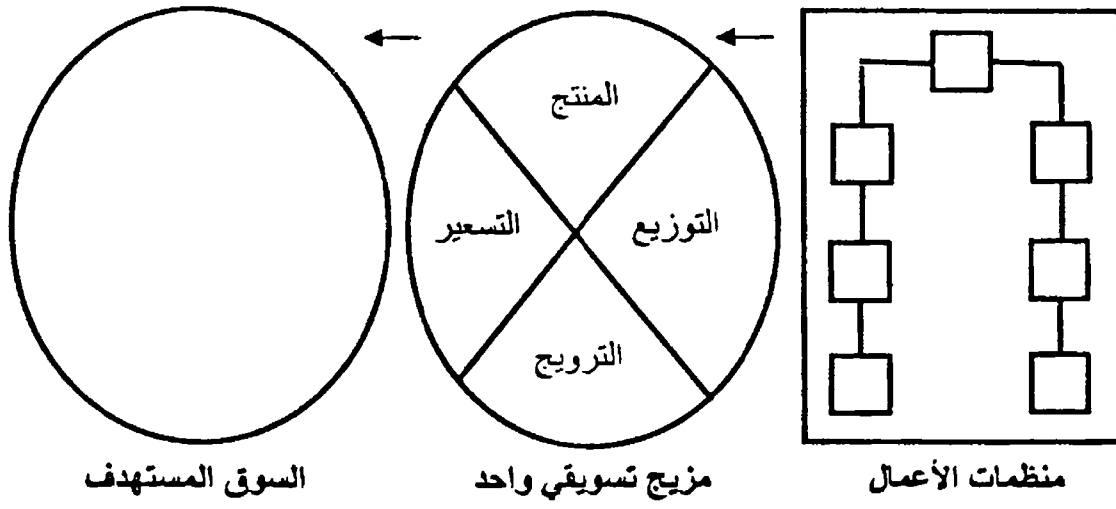 المنتج
التوزيع
التسعير
الترويج
منظمات الأعمال
مزيج تسويقي واحد
السوق المستهدف